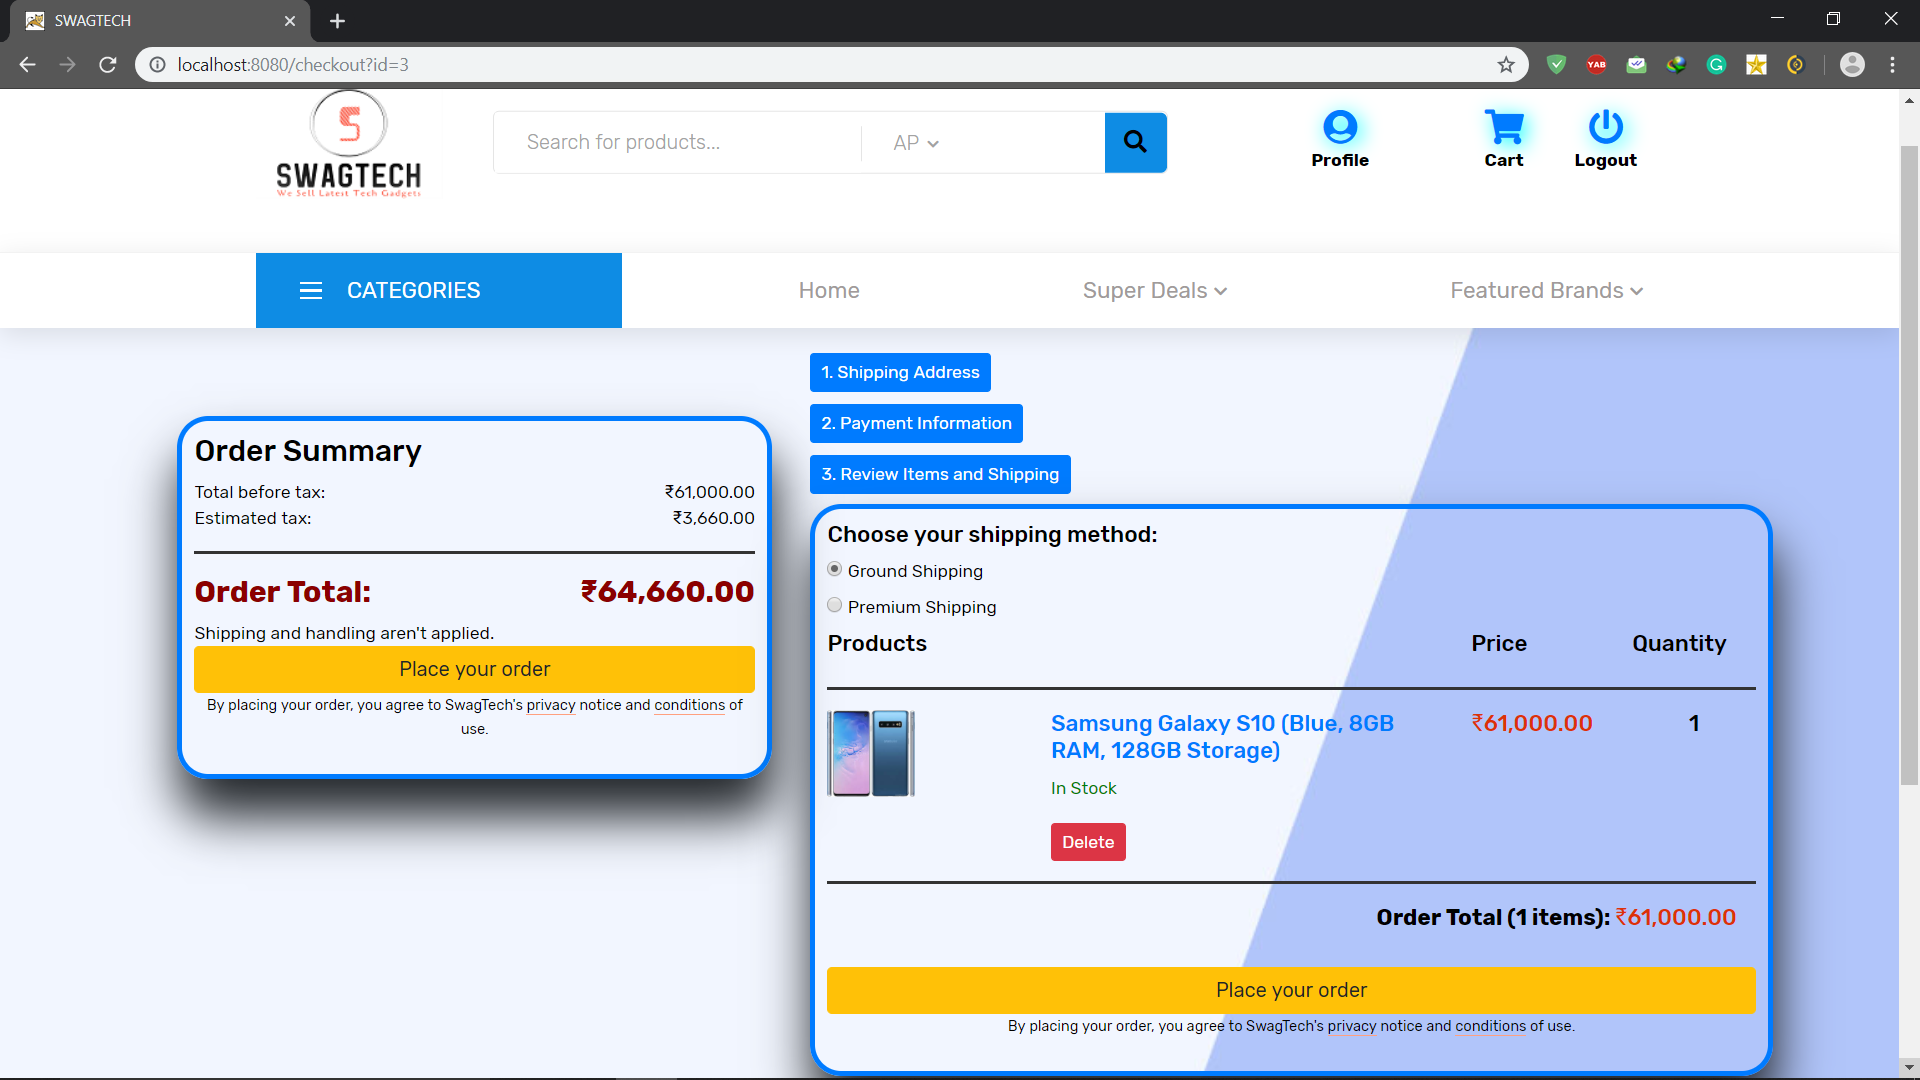 SWAGTECH
localhost:8080/checkout?id=3
YAB
SWAGTECH
We Sell Latest Tech Gadgets
Search for products...
AP
Profile
Cart
Logout
CATEGORIES
Home
Super Deals
Featured Brands
1. Shipping Address
2. Payment Information
3. Review Items and Shipping
Order Summary
Total before tax: ₹61,000.00
Estimated tax: ₹3,660.00
Order Total: ₹64,660.00
Shipping and handling aren't applied.
Place your order
By placing your order, you agree to SwagTech's privacy notice and conditions of
use.
Choose your shipping method:
Ground Shipping
Premium Shipping
Products Price Quantity
Samsung Galaxy S10 (Blue, 8GB ₹61,000.00 1
RAM, 128GB Storage)
In Stock
Delete
Order Total (1 items): ₹61,000.00
Place your order
By placing your order, you agree to SwagTech's privacy notice and conditions of use.